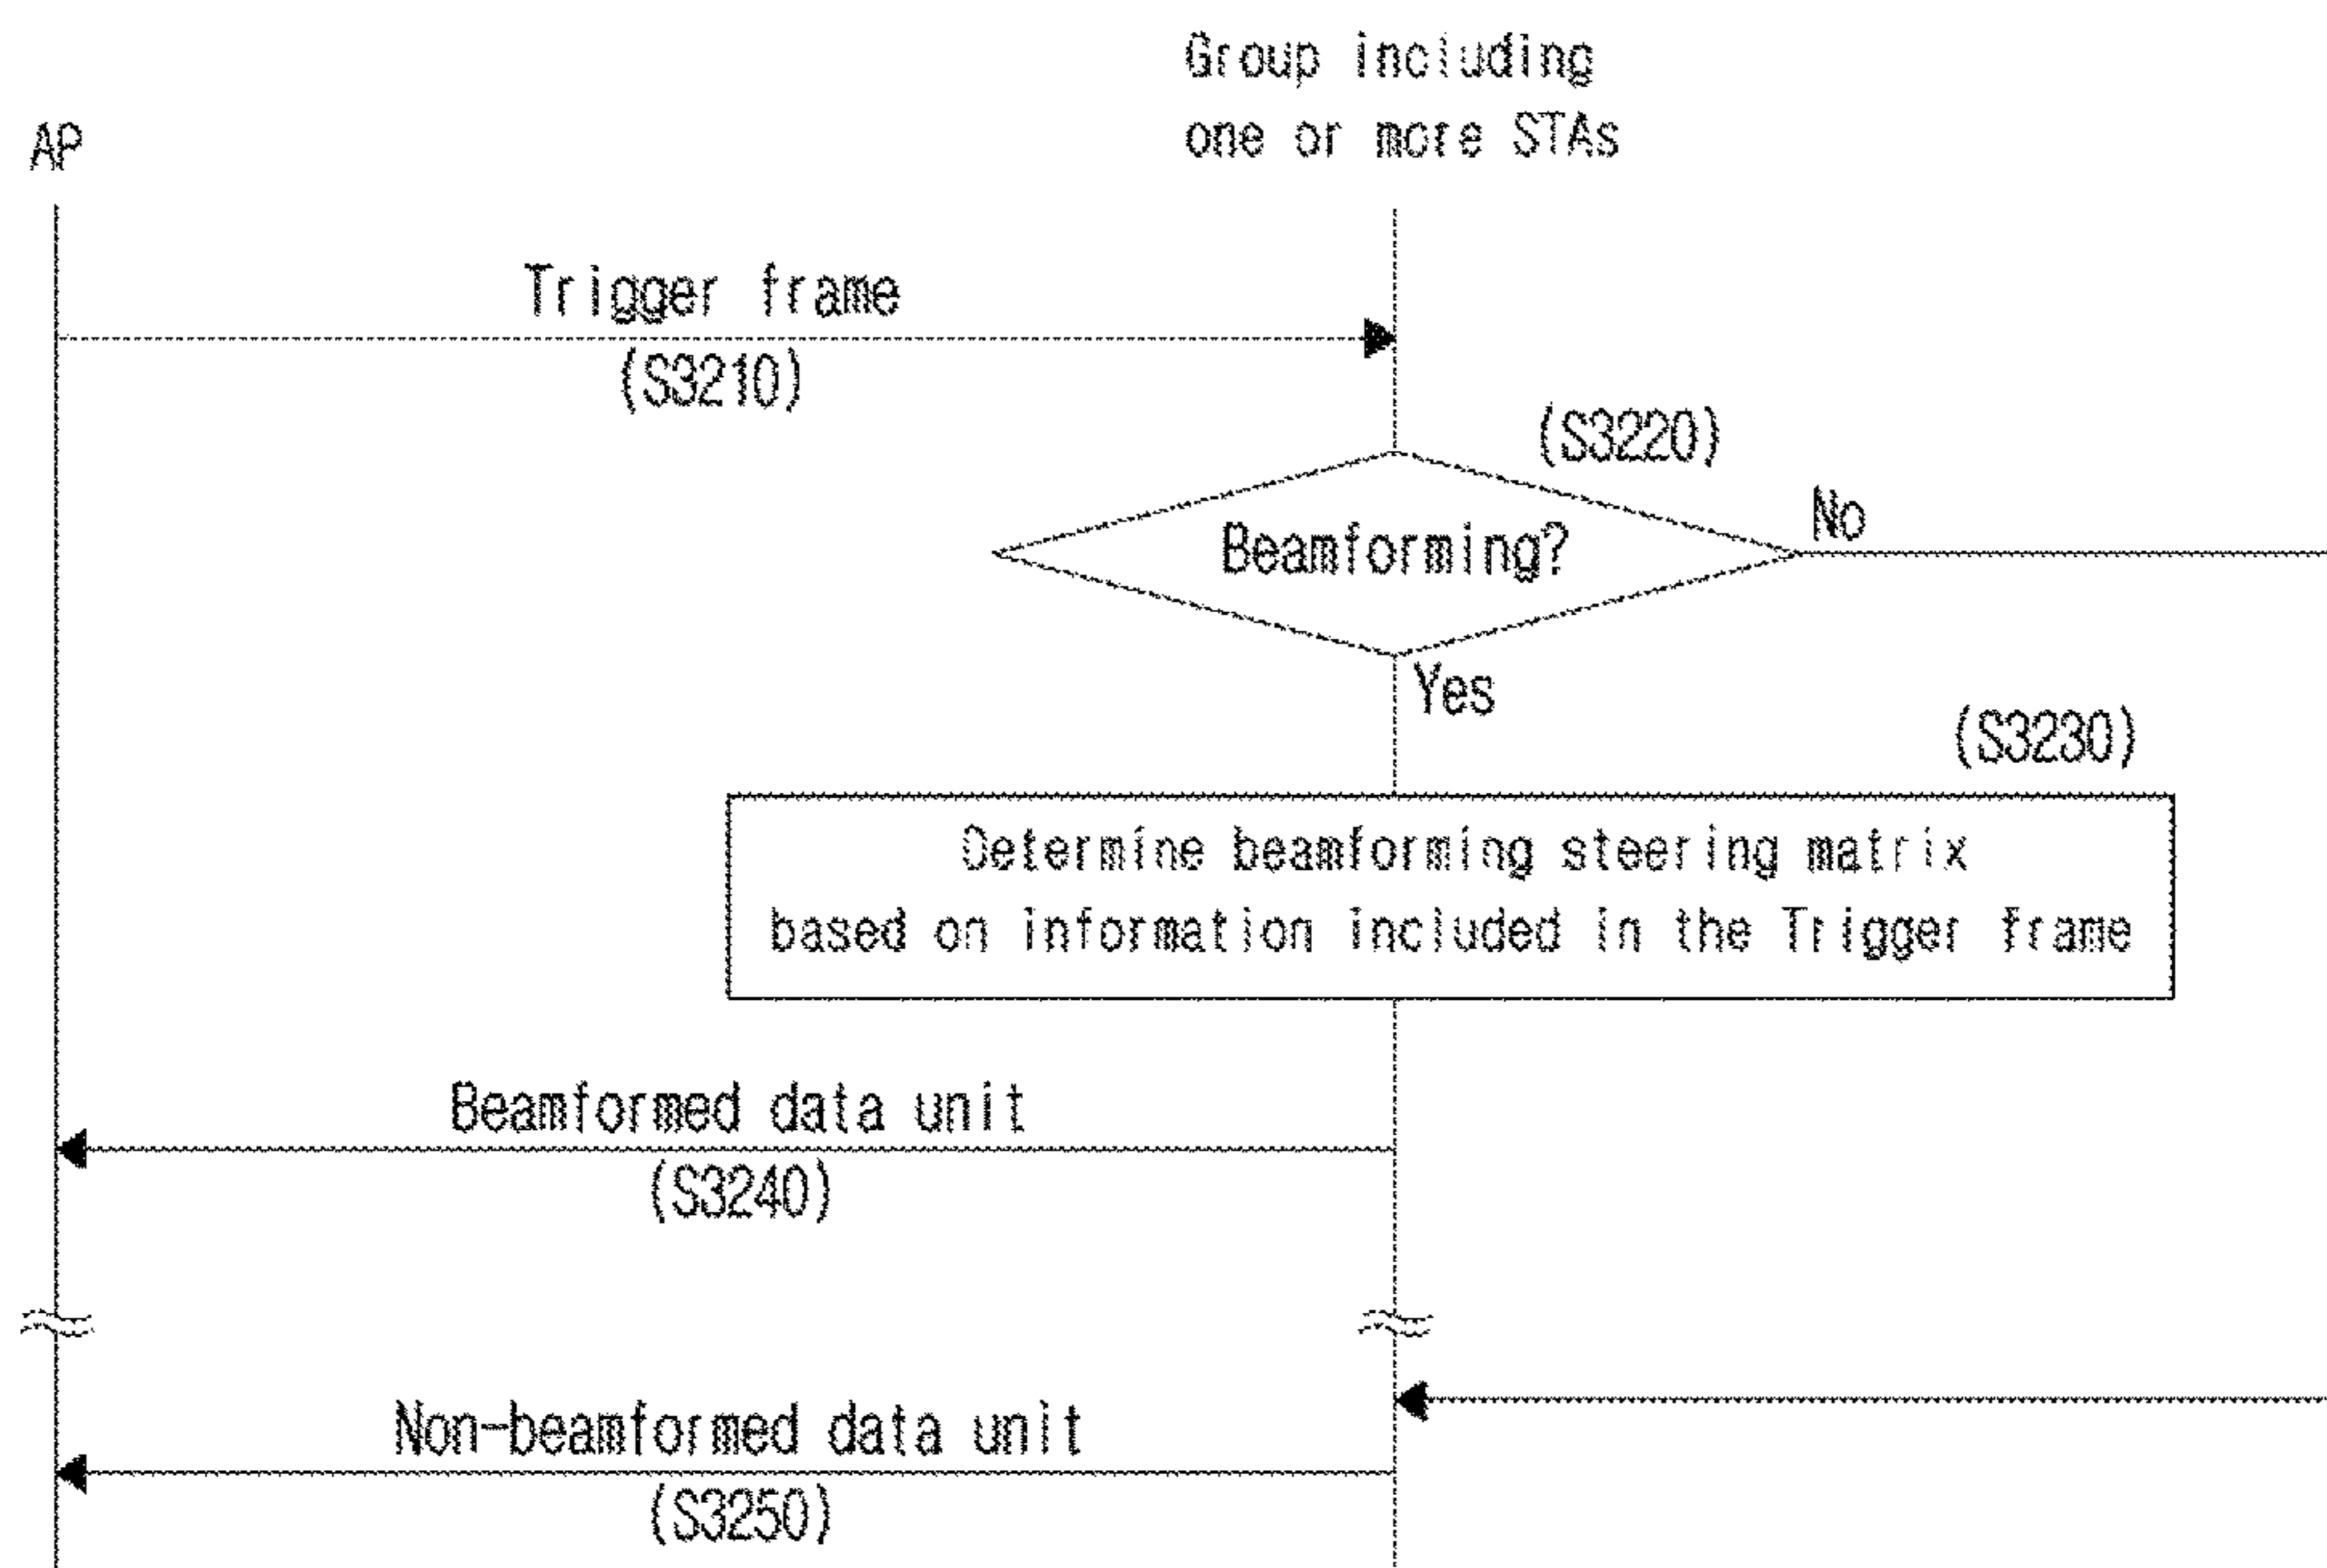 Group including
one or more STAs
AP
Trigger frame
(S3210)
(S3220)
Beamforming?
No
Yes
(S3230)
Determine beamforming steering matrix
based on information included in the Trigger frame
Beamformed data unit
(S3240)
Non-beamformed data unit
(S3250)